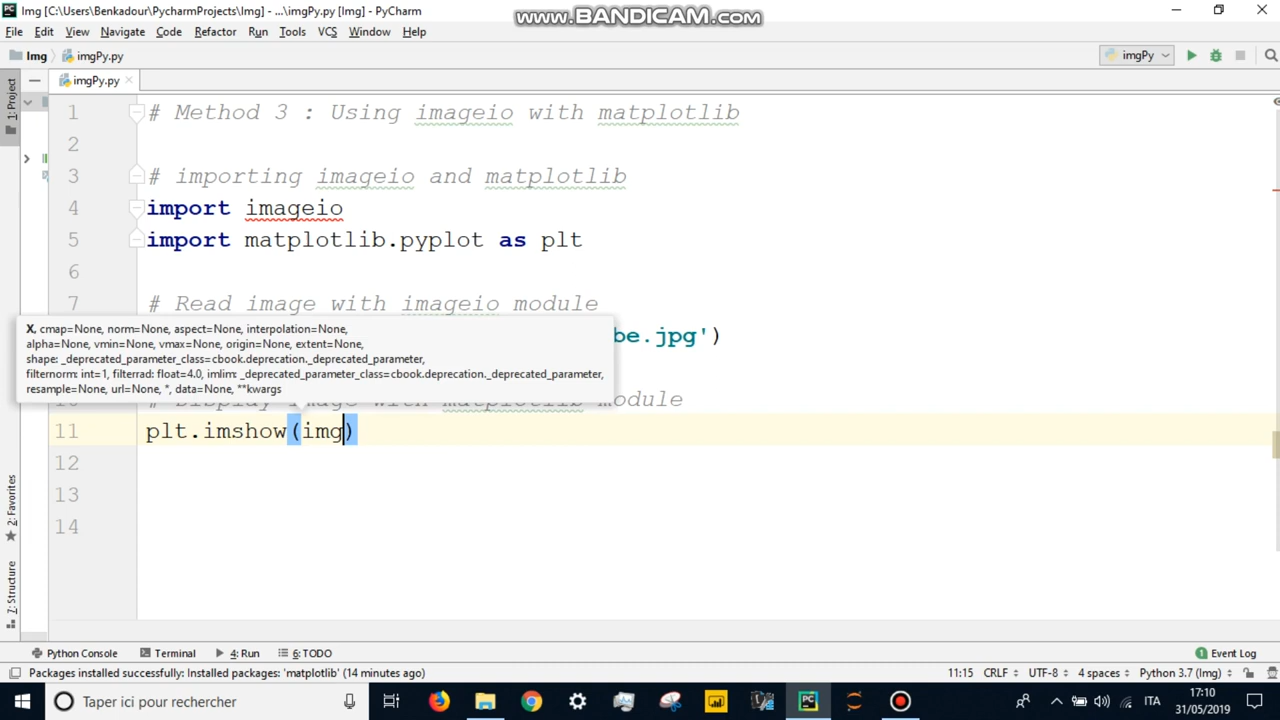 Img [C:\Users\Benkadour\PycharmProjects\Img] - ...\imgPy.py [Img] - PyCharm
www.BANDICAM.com
File Edit View Navigate Code Refactor Run Tools VCS Window Help
Img imgPy.py imgPy
1: Project
imgPy.py
1 # Method 3 : Using imageio with matplotlib
2
3 # importing imageio and matplotlib
4 import imageio
5 import matplotlib.pyplot as plt
6
7 # Read image with imageio module
be.jpg')
X, cmap=None, norm=None, aspect=None, interpolation=None,
alpha=None, vmin=None, vmax=None, origin=None, extent=None,
shape: _deprecated_parameter_class=cbook.deprecation._deprecated_parameter,
filternorm: int=1, filterrad: float=4.0, imlim: _deprecated_parameter_class=cbook.deprecation._deprecated_parameter,
resample=None, url=None, *, data=None, **kwargs
10 # Display image with matplotlib module
11 plt.imshow(img)
12
13
14
2: Favorites
7: Structure
Python Console Terminal 4: Run 6: TODO 1 Event Log
Packages installed successfully: Installed packages: 'matplotlib' (14 minutes ago) 11:15 CRLF UTF-8 4 spaces Python 3.7 (Img)
Taper ici pour rechercher ITA 17:10
31/05/2019